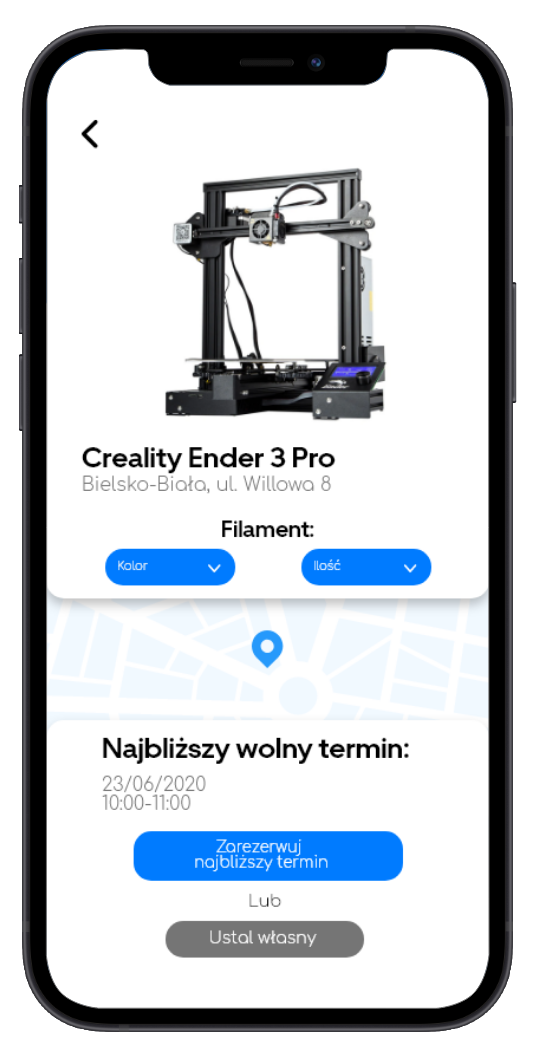 Creality Ender 3 Pro
Bielsko-Biała, ul. Willowa 8
Filament:
Kolor
Ilość
Najbliższy wolny termin:
23/06/2020
10:00-11:00
Zarezerwuj
najbliższy termin
Lub
Ustal własny